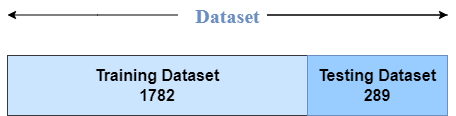 Dataset
Training Dataset
1782
Testing Dataset
289